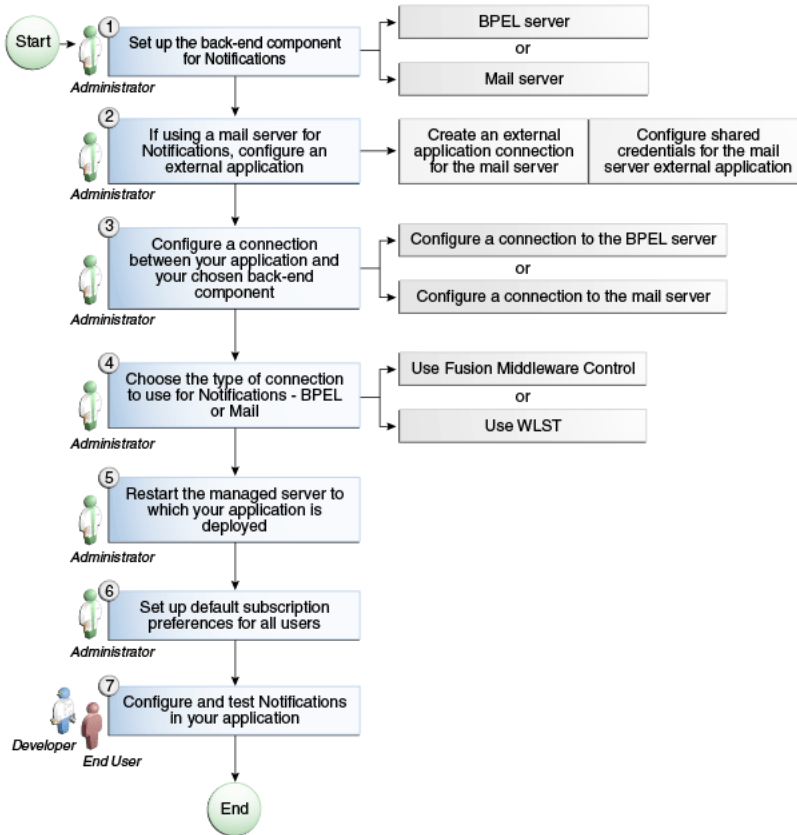 Start
1
Set up the back-end component
for Notifications
Administrator
BPEL server
or
Mail server
2
If using a mail server for
Notifications, configure an
external application
Administrator
Create an external
application connection
for the mail server
Configure shared
credentials for the mail
server external application
3
Configure a connection
between your application and
your chosen back-end
component
Administrator
Configure a connection to the BPEL server
or
Configure a connection to the mail server
4
Choose the type of connection
to use for Notifications - BPEL
or Mail
Administrator
Use Fusion Middleware Control
or
Use WLST
5
Restart the managed server to
which your application is
deployed
Administrator
6
Set up default subscription
preferences for all users
Administrator
7
Configure and test Notifications
in your application
Developer
End User
End